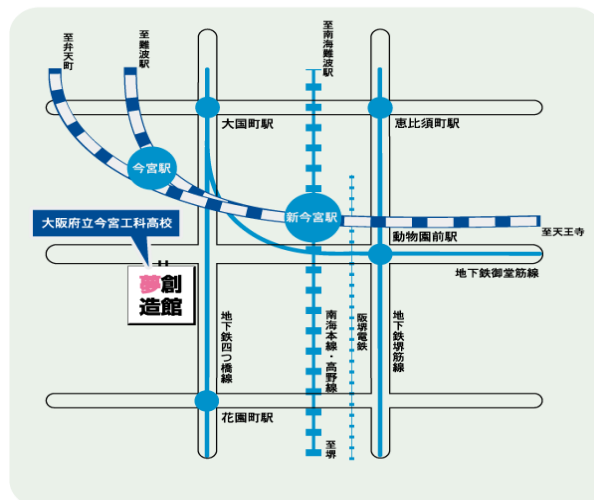 至弁天町
至難波駅
至南海難波駅
大国町駅
恵比須町駅
今宮駅
大阪府立今宮工科高校
新今宮駅
動物園前駅
至天王寺
地下鉄御堂筋線
夢創
造館
地下鉄四つ橋線
南海本線・高野線
阪堺電鉄
地下鉄堺筋線
花園町駅
至堺